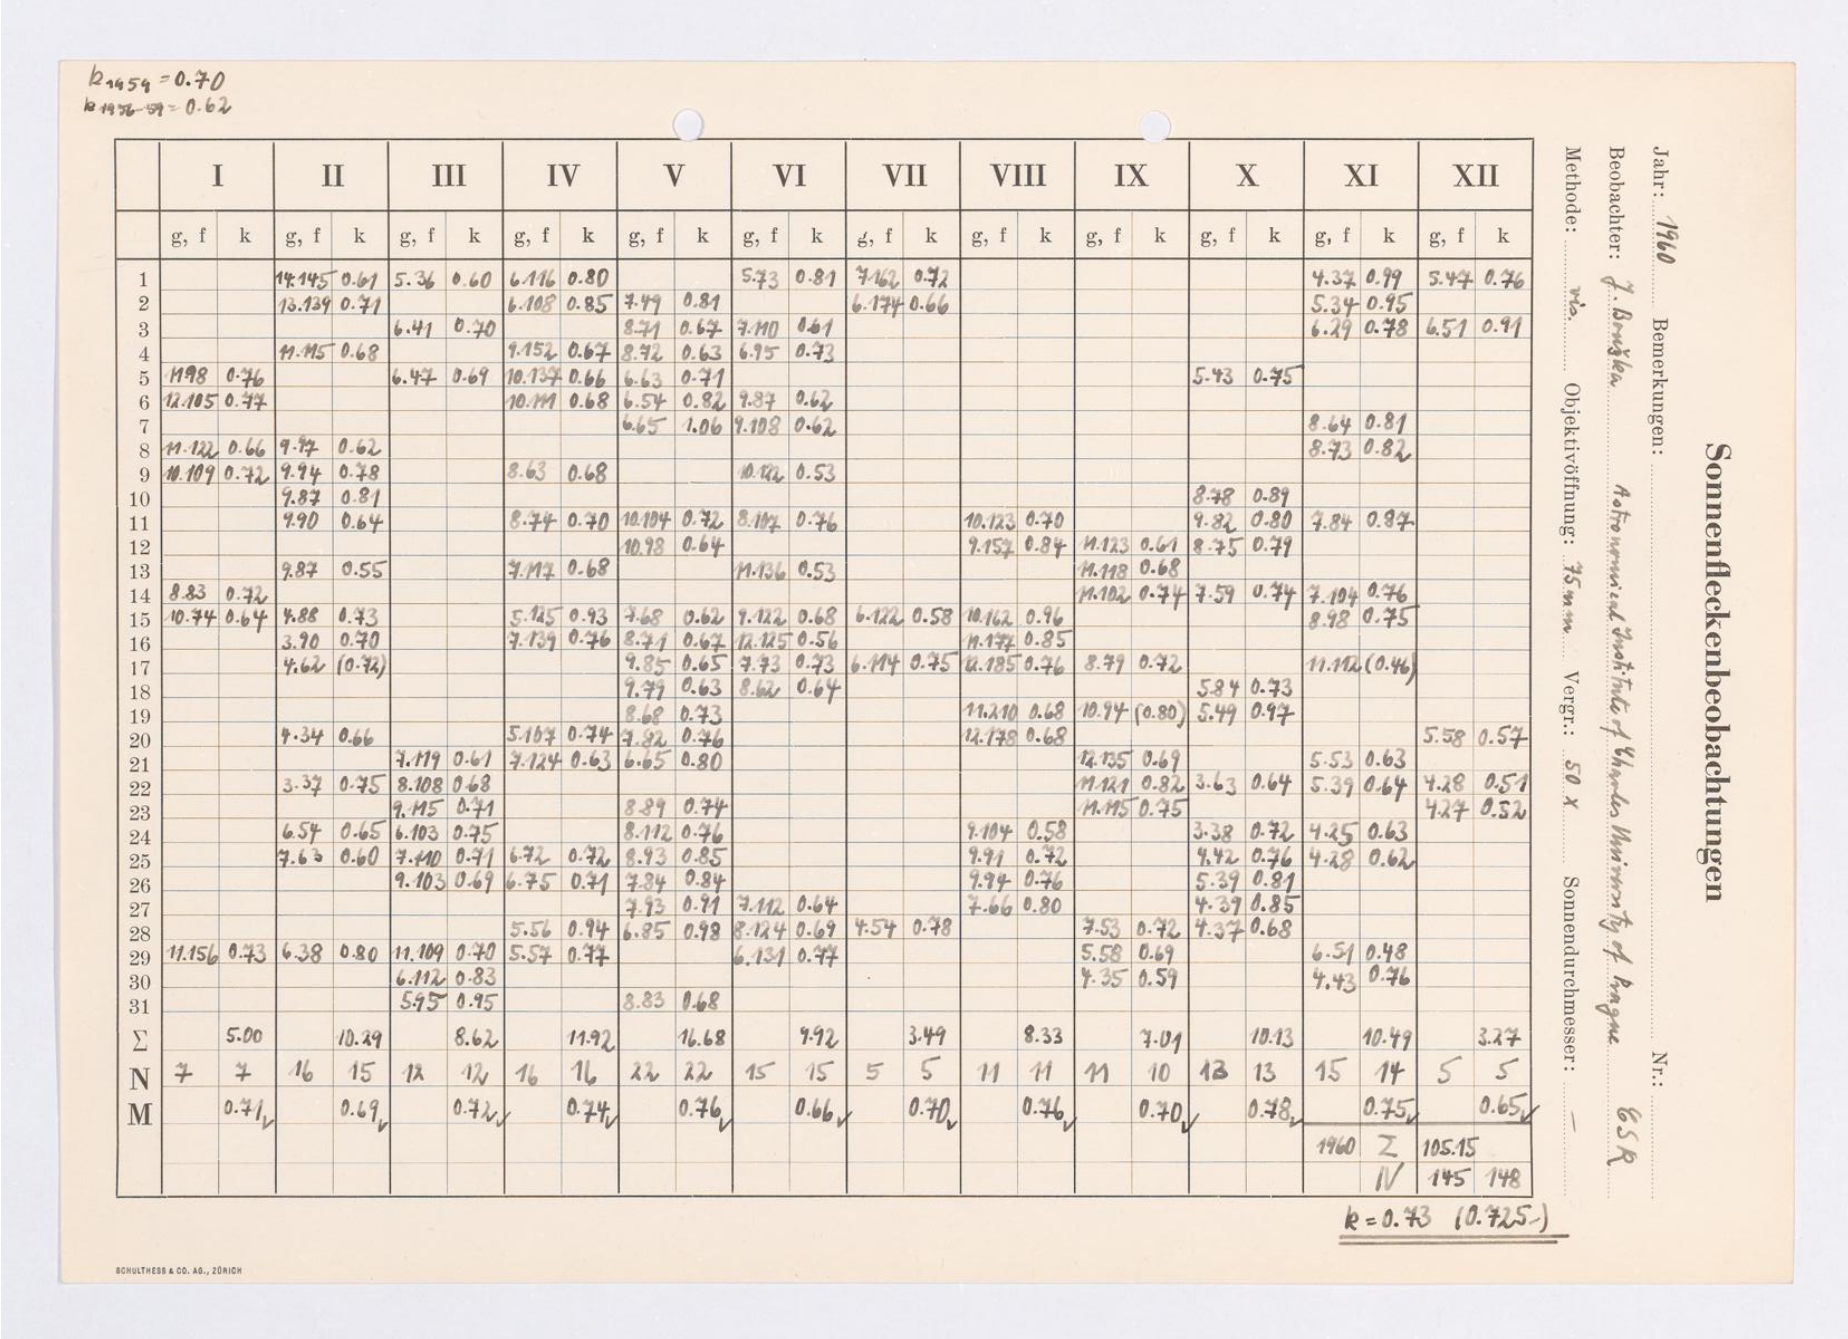 k1959 = 0.70
k1956-59 = 0.62
I II III IV V VI VII VIII IX X XI XII
g, f k g, f k g, f k g, f k g, f k g, f k g, f k g, f k g, f k g, f k g, f k g, f k
1 14.145 0.61 5.36 0.60 6.116 0.80 5.73 0.81 7.162 0.72 4.37 0.99 5.47 0.76
2 13.139 0.71 6.108 0.85 7.49 0.81 6.174 0.66 5.34 0.95
3 6.41 0.70 8.71 0.67 7.110 0.61 6.29 0.78 6.51 0.91
4 11.115 0.68 9.152 0.67 8.72 0.63 6.95 0.73
5 11.98 0.76 6.47 0.69 10.137 0.66 6.63 0.71 5.43 0.75
6 12.105 0.77 10.111 0.68 6.54 0.82 9.87 0.62
7 6.65 1.06 9.108 0.62 8.64 0.81
8 11.122 0.66 9.97 0.62 8.73 0.82
9 10.109 0.72 9.94 0.78 8.63 0.68 10.122 0.53
10 9.87 0.81 8.78 0.89
11 9.90 0.64 8.74 0.70 10.104 0.72 8.107 0.76 10.123 0.70 9.82 0.80 7.84 0.87
12 10.98 0.64 9.157 0.84 11.123 0.61 8.75 0.79
13 9.87 0.55 7.117 0.68 11.136 0.53 11.118 0.68
14 8.83 0.72 11.102 0.74 7.59 0.74 7.104 0.76
15 10.74 0.64 4.88 0.73 5.125 0.93 7.68 0.62 9.122 0.68 6.122 0.58 10.162 0.96 8.98 0.75
16 3.90 0.70 7.139 0.76 8.71 0.67 12.125 0.56 11.177 0.85
17 4.62 (0.72) 9.85 0.65 7.73 0.73 6.114 0.75 12.185 0.76 8.79 0.72 11.112 (0.46)
18 9.79 0.63 8.62 0.64 5.84 0.73
19 8.68 0.73 11.210 0.68 10.94 (0.80) 5.49 0.97
20 4.34 0.66 5.107 0.74 7.82 0.76 12.178 0.68 5.58 0.57
21 7.119 0.61 7.124 0.63 6.65 0.80 12.135 0.69 5.53 0.63
22 3.37 0.75 8.108 0.68 11.121 0.82 3.63 0.64 5.39 0.64 4.28 0.51
23 9.115 0.71 8.89 0.74 11.115 0.75 4.27 0.52
24 6.54 0.65 6.103 0.75 8.112 0.76 9.104 0.58 3.38 0.72 4.25 0.63
25 7.63 0.60 7.110 0.71 6.72 0.72 8.93 0.85 9.91 0.72 4.42 0.76 4.28 0.62
26 9.103 0.69 6.75 0.71 7.84 0.84 9.94 0.76 5.39 0.81
27 7.93 0.91 7.112 0.64 7.66 0.80 4.39 0.85
28 5.56 0.94 6.85 0.98 8.124 0.69 4.54 0.78 7.53 0.72 4.37 0.68
29 11.156 0.73 6.38 0.80 11.109 0.70 5.57 0.77 6.131 0.77 5.58 0.69 6.51 0.48
30 6.112 0.83 4.35 0.59 4.43 0.76
31 5.95 0.95 8.83 0.68
Σ 5.00 10.29 8.62 11.92 16.68 9.92 3.49 8.33 7.01 10.13 10.49 3.27
N 7 7 16 15 12 12 16 16 22 22 15 15 5 5 11 11 11 10 13 13 15 14 5 5
M 0.71 ✓ 0.69 ✓ 0.72 ✓ 0.74 ✓ 0.76 ✓ 0.66 ✓ 0.70 ✓ 0.76 ✓ 0.70 ✓ 0.78 ✓ 0.75 ✓ 0.65 ✓
1960 Σ 105.15
N 145 148
k = 0.73 (0.725-)
SCHULTHESS & CO. AG., ZÜRICH
Sonnenfleckenbeobachtungen
Jahr: 1960 Bemerkungen: Nr.:
Beobachter: J. Bouška Astronomical Institute of Charles University of Prague ČSR
Methode: vis. Objektivöffnung: 75 mm Vergr.: 50 x Sonnendurchmesser: —